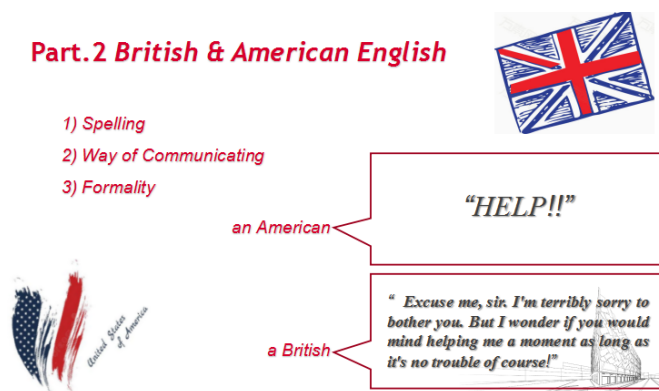 Part.2 British & American English
1) Spelling
2) Way of Communicating
3) Formality
an American
“HELP!!”
a British
“ Excuse me, sir. I'm terribly sorry to
bother you. But I wonder if you would
mind helping me a moment as long as
it's no trouble of course!”
United States
of America